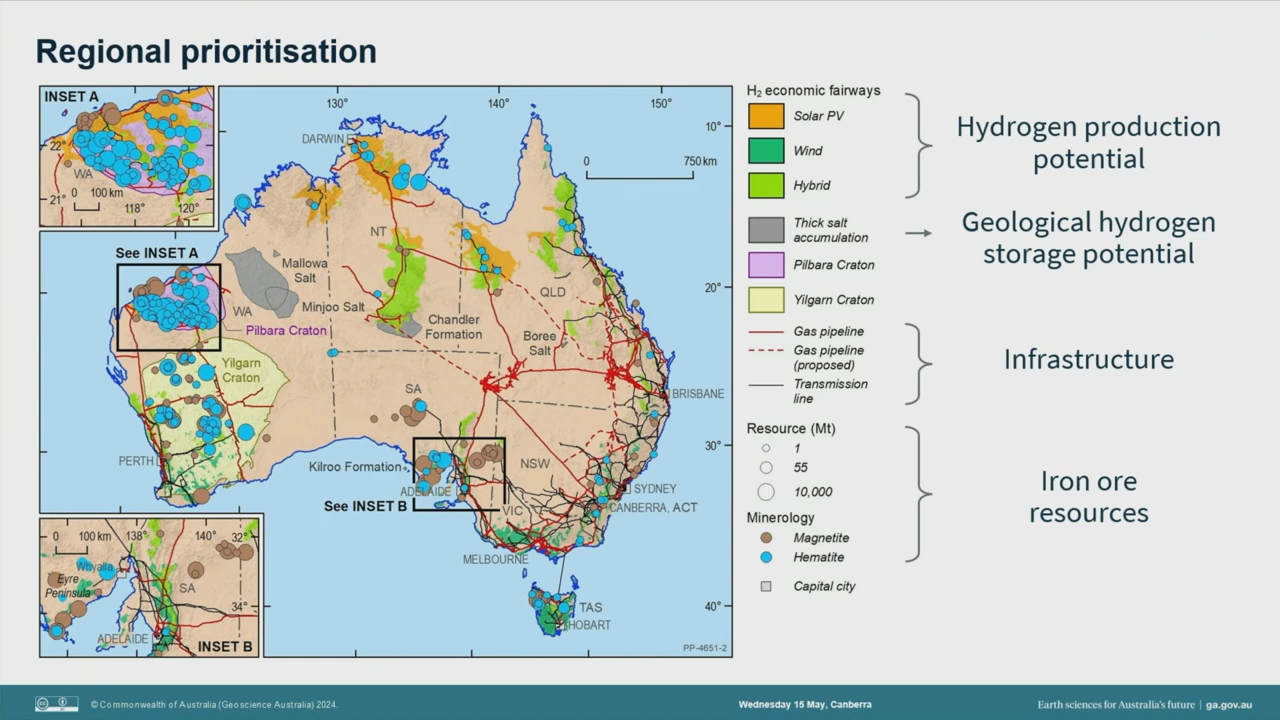 Regional prioritisation
INSET A
22°
WA
0 100 km
21°
118° 120°
See INSET A
130° 140° 150°
10°
20°
30°
40°
0 750 km
DARWIN
NT
Mallowa
Salt
Minjoo Salt
WA
Pilbara Craton
Chandler
Formation
QLD
Boree
Salt
Yilgarn
Craton
SA
BRISBANE
PERTH
Kilroo Formation
NSW
ADELAIDE
See INSET B
SYDNEY
CANBERRA, ACT
VIC
MELBOURNE
TAS
HOBART
PP-4651-2
0 100 km 138° 140° 32°
Whyalla
Eyre
Peninsula
SA
34°
ADELAIDE
INSET B
H₂ economic fairways
Solar PV
Wind
Hybrid
Thick salt
accumulation
Pilbara Craton
Yilgarn Craton
Gas pipeline
Gas pipeline
(proposed)
Transmission
line
Resource (Mt)
1
55
10,000
Minerology
Magnetite
Hematite
Capital city
Hydrogen production
potential
Geological hydrogen
storage potential
Infrastructure
Iron ore
resources
cc
BY
© Commonwealth of Australia (Geoscience Australia) 2024.
Wednesday 15 May, Canberra
Earth sciences for Australia's future | ga.gov.au